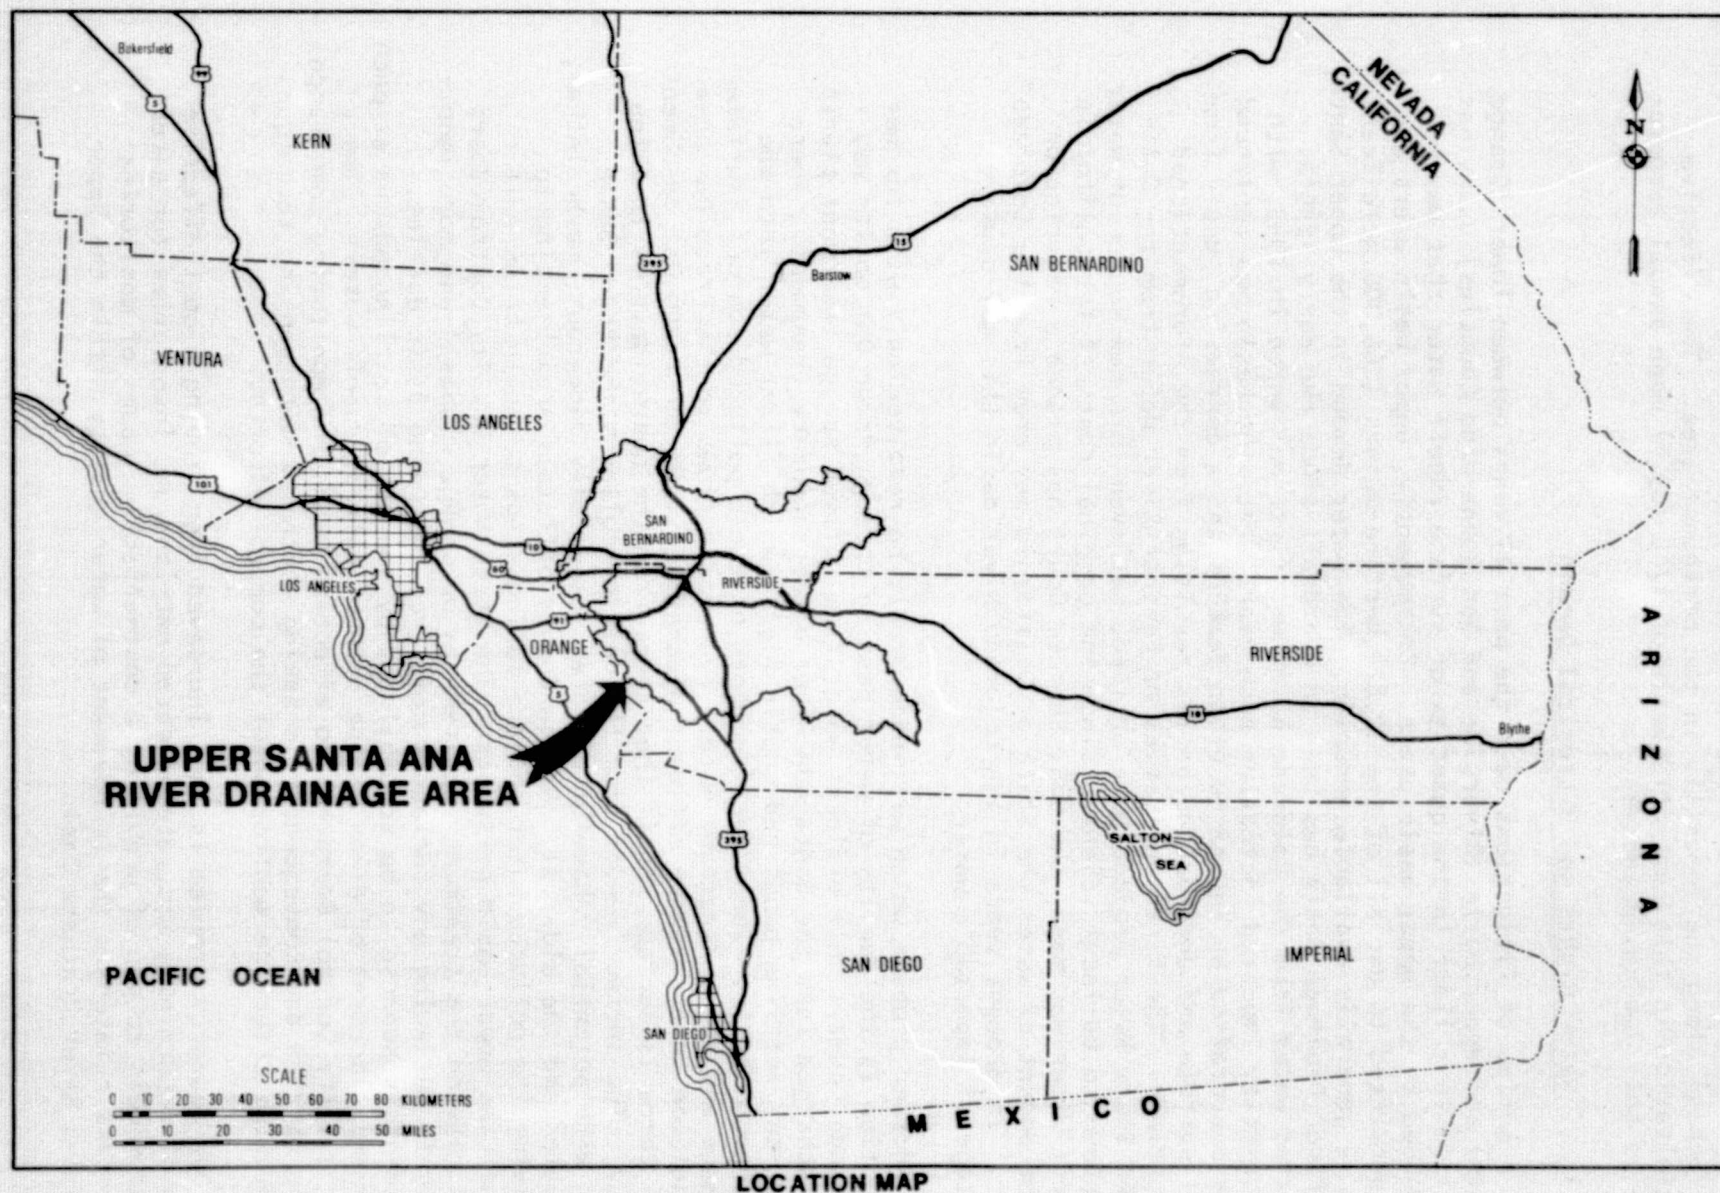 Bakersfield
99
5
KERN
NEVADA
CALIFORNIA
N
395
15
Barstow
SAN BERNARDINO
VENTURA
LOS ANGELES
101
SAN
BERNARDINO
10
60
RIVERSIDE
LOS ANGELES
91
ORANGE
5
RIVERSIDE
ARIZONA
10
Blythe
UPPER SANTA ANA
RIVER DRAINAGE AREA
395
SALTON
SEA
SAN DIEGO
IMPERIAL
PACIFIC OCEAN
SAN DIEGO
SCALE
0 10 20 30 40 50 60 70 80 KILOMETERS
0 10 20 30 40 50 MILES
MEXICO
LOCATION MAP